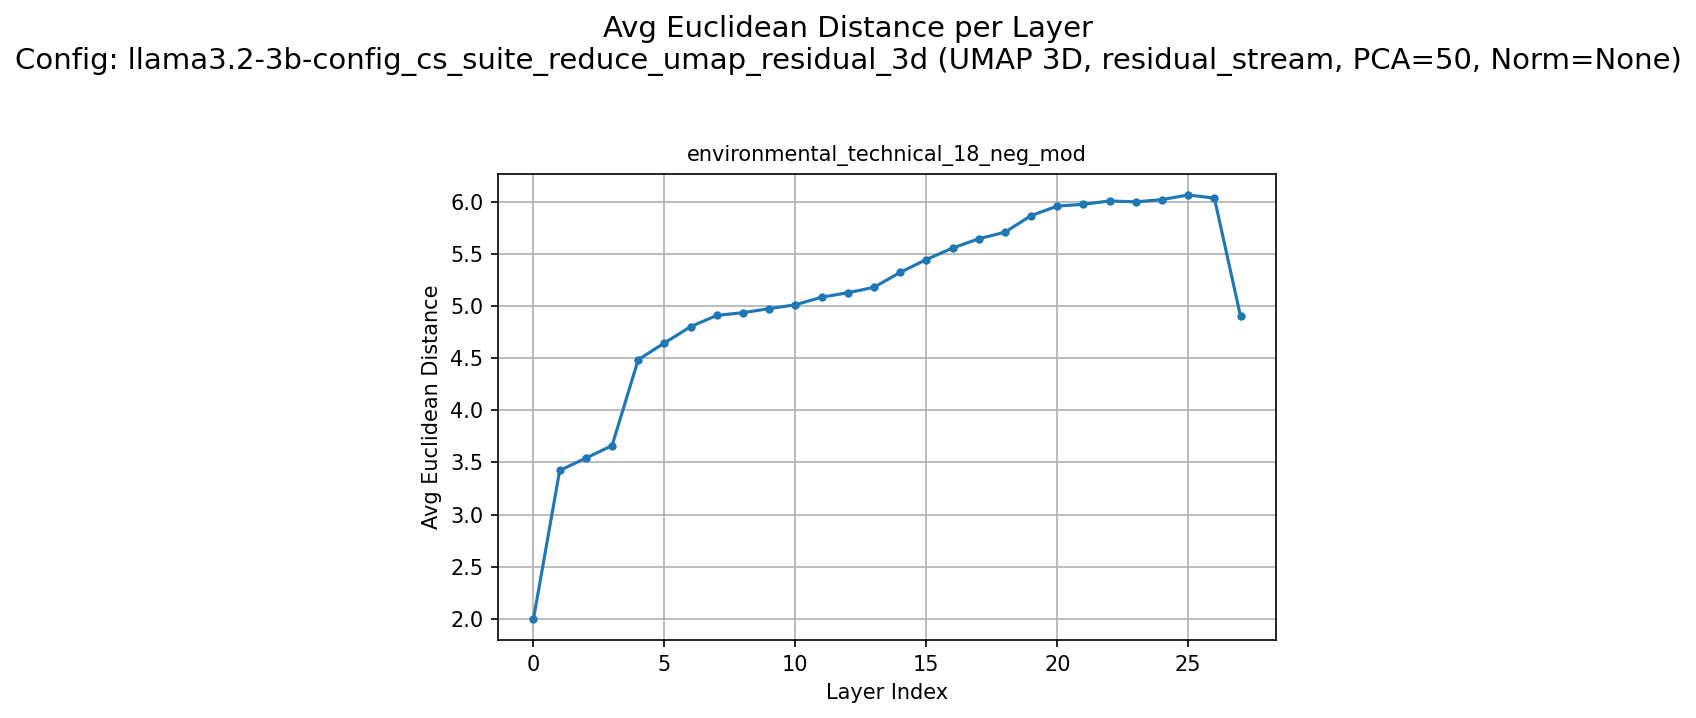 Avg Euclidean Distance per Layer
Config: llama3.2-3b-config_cs_suite_reduce_umap_residual_3d (UMAP 3D, residual_stream, PCA=50, Norm=None)
environmental_technical_18_neg_mod
Avg Euclidean Distance
6.0
5.5
5.0
4.5
4.0
3.5
3.0
2.5
2.0
0 5 10 15 20 25
Layer Index